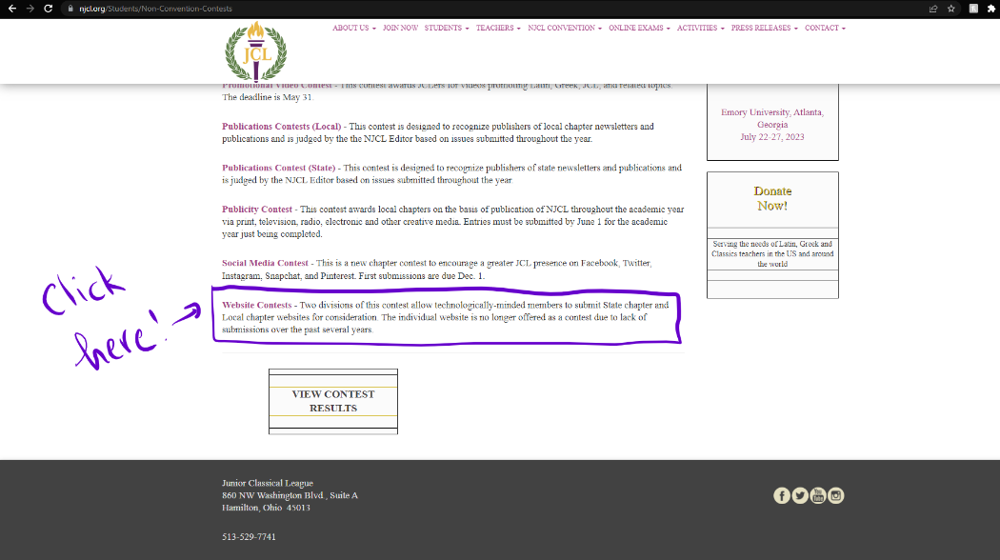 njcl.org/Students/Non-Convention-Contests
JCL
ABOUT US JOIN NOW STUDENTS TEACHERS NJCL CONVENTION ONLINE EXAMS ACTIVITIES PRESS RELEASES CONTACT
Promotional Video Contest - This contest awards JCLers for videos promoting Latin, Greek, JCL, and related topics.
The deadline is May 31.
Publications Contests (Local) - This contest is designed to recognize publishers of local chapter newsletters and
publications and is judged by the the NJCL Editor based on issues submitted throughout the year.
Publications Contest (State) - This contest is designed to recognize publishers of state newsletters and publications and
is judged by the NJCL Editor based on issues submitted throughout the year.
Publicity Contest - This contest awards local chapters on the basis of publication of NJCL throughout the academic year
via print, television, radio, electronic and other creative media. Entries must be submitted by June 1 for the academic
year just being completed.
Social Media Contest - This is a new chapter contest to encourage a greater JCL presence on Facebook, Twitter,
Instagram, Snapchat, and Pinterest. First submissions are due Dec. 1.
Website Contests - Two divisions of this contest allow technologically-minded members to submit State chapter and
Local chapter websites for consideration. The individual website is no longer offered as a contest due to lack of
submissions over the past several years.
Click
here!
VIEW CONTEST
RESULTS
Emory University, Atlanta,
Georgia
July 22-27, 2023
Donate
Now!
Serving the needs of Latin, Greek and
Classics teachers in the US and around
the world
Junior Classical League
860 NW Washington Blvd., Suite A
Hamilton, Ohio 45013
513-529-7741
You
Tube